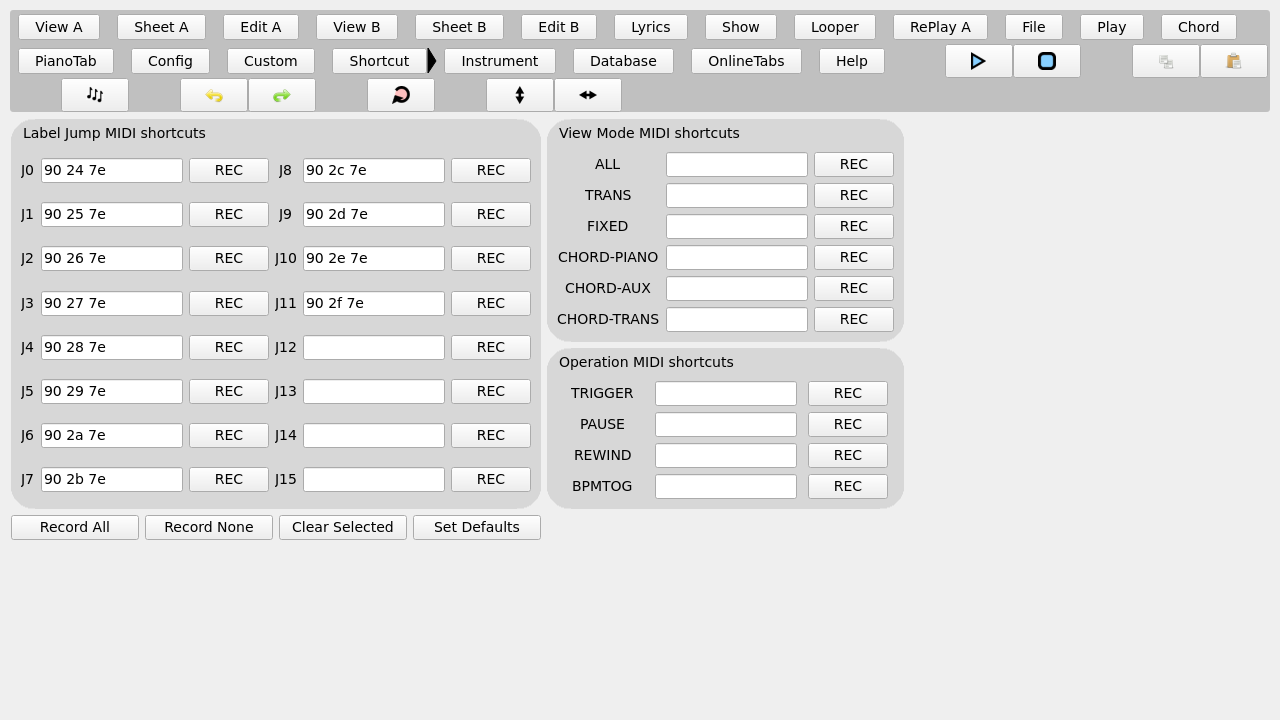 View A Sheet A Edit A View B Sheet B Edit B Lyrics Show Looper RePlay A File Play Chord
PianoTab Config Custom Shortcut Instrument Database OnlineTabs Help
Label Jump MIDI shortcuts
J0 90 24 7e REC J8 90 2c 7e REC
J1 90 25 7e REC J9 90 2d 7e REC
J2 90 26 7e REC J10 90 2e 7e REC
J3 90 27 7e REC J11 90 2f 7e REC
J4 90 28 7e REC J12 REC
J5 90 29 7e REC J13 REC
J6 90 2a 7e REC J14 REC
J7 90 2b 7e REC J15 REC
Record All Record None Clear Selected Set Defaults
View Mode MIDI shortcuts
ALL REC
TRANS REC
FIXED REC
CHORD-PIANO REC
CHORD-AUX REC
CHORD-TRANS REC
Operation MIDI shortcuts
TRIGGER REC
PAUSE REC
REWIND REC
BPMTOG REC